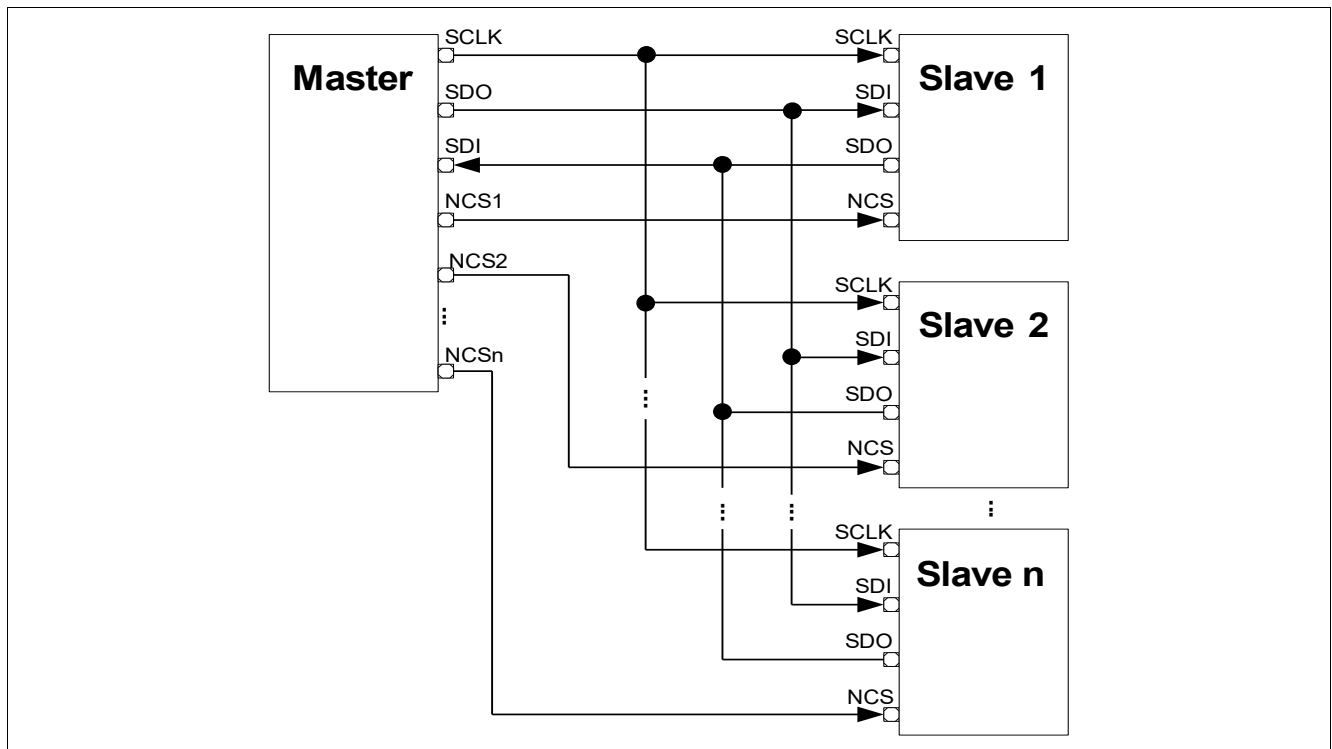 Master
SCLK
SDO
SDI
NCS1
NCS2
...
NCSn
SCLK
SDI
SDO
NCS
Slave 1
SCLK
SDI
SDO
NCS
Slave 2
...
...
...
...
SCLK
SDI
SDO
NCS
Slave n